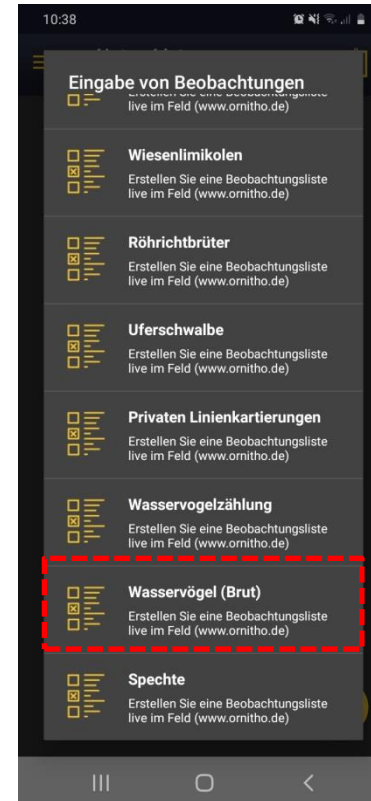 10:38
Eingabe von Beobachtungen
live im Feld (www.ornitho.de)
Wiesenlimikolen
Erstellen Sie eine Beobachtungsliste
live im Feld (www.ornitho.de)
Röhrichtbrüter
Erstellen Sie eine Beobachtungsliste
live im Feld (www.ornitho.de)
Uferschwalbe
Erstellen Sie eine Beobachtungsliste
live im Feld (www.ornitho.de)
Privaten Linienkartierungen
Erstellen Sie eine Beobachtungsliste
live im Feld (www.ornitho.de)
Wasservogelzählung
Erstellen Sie eine Beobachtungsliste
live im Feld (www.ornitho.de)
Wasservögel (Brut)
Erstellen Sie eine Beobachtungsliste
live im Feld (www.ornitho.de)
Spechte
Erstellen Sie eine Beobachtungsliste
live im Feld (www.ornitho.de)